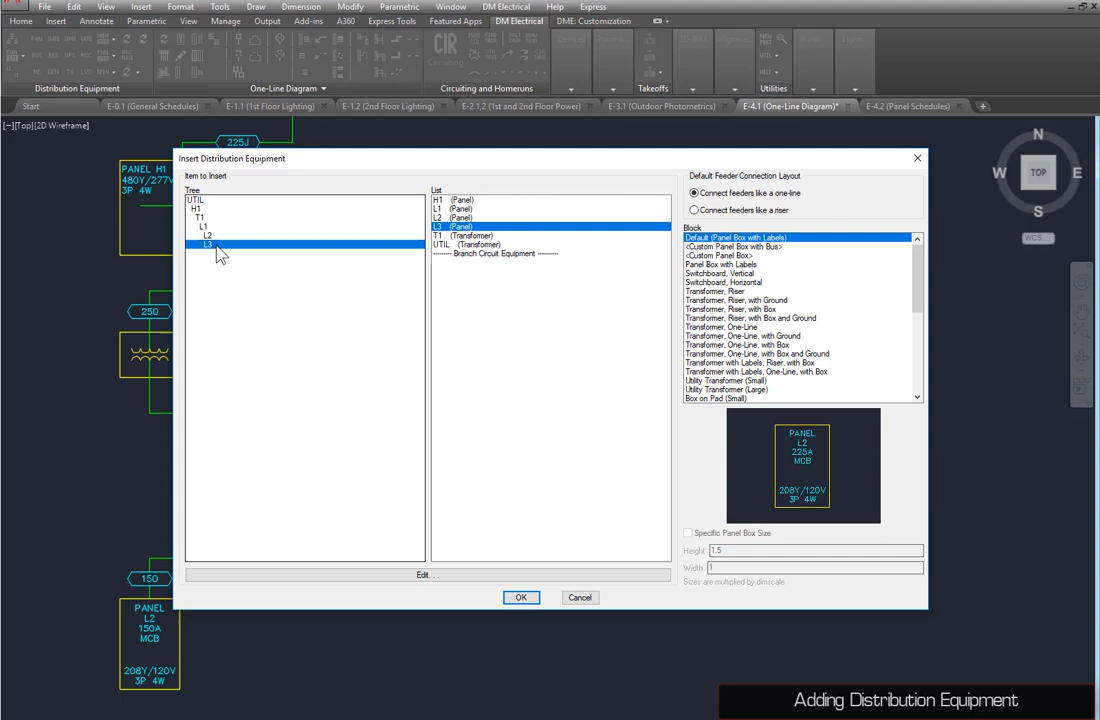 File Edit View Insert Format Tools Draw Dimension Modify Parametric Window DM Electrical Help Express
Home Insert Annotate Parametric View Manage Output Add-ins A360 Express Tools Featured Apps DM Electrical DME: Customization
CIR
Circuiting
Distribution Equipment One-Line Diagram Circuiting and Homeruns Takeoffs Utilities
Start E-0.1 (General Schedules) E-1.1 (1st Floor Lighting) E-1.2 (2nd Floor Lighting) E-2.1,2 (1st and 2nd Floor Power) E-3.1 (Outdoor Photometrics) E-4.1 (One-Line Diagram)* E-4.2 (Panel Schedules)
[−][Top][2D Wireframe]
225J
PANEL H1
480Y/277V
3P 4W
250
150
PANEL
L2
150A
MCB
208Y/120V
3P 4W
Insert Distribution Equipment
Item to Insert
Tree
UTIL
H1
T1
L1
L2
L3
List
H1 (Panel)
L1 (Panel)
L2 (Panel)
L3 (Panel)
T1 (Transformer)
UTIL (Transformer)
-------- Branch Circuit Equipment --------
Edit. . .
OK Cancel
Default Feeder Connection Layout
Connect feeders like a one-line
Connect feeders like a riser
Block
Default (Panel Box with Labels)
<Custom Panel Box with Bus>
<Custom Panel Box>
Panel Box with Labels
Switchboard, Vertical
Switchboard, Horizontal
Transformer, Riser
Transformer, Riser, with Ground
Transformer, Riser, with Box
Transformer, Riser, with Box and Ground
Transformer, One-Line
Transformer, One-Line, with Ground
Transformer, One-Line, with Box
Transformer, One-Line, with Box and Ground
Transformer with Labels, Riser, with Box
Transformer with Labels, One-Line, with Box
Utility Transformer (Small)
Utility Transformer (Large)
Box on Pad (Small)
PANEL
L2
225A
MCB
208Y/120V
3P 4W
Specific Panel Box Size
Height 1.5
Width 1
Sizes are multiplied by dimscale
N
W TOP E
S
WCS
Adding Distribution Equipment